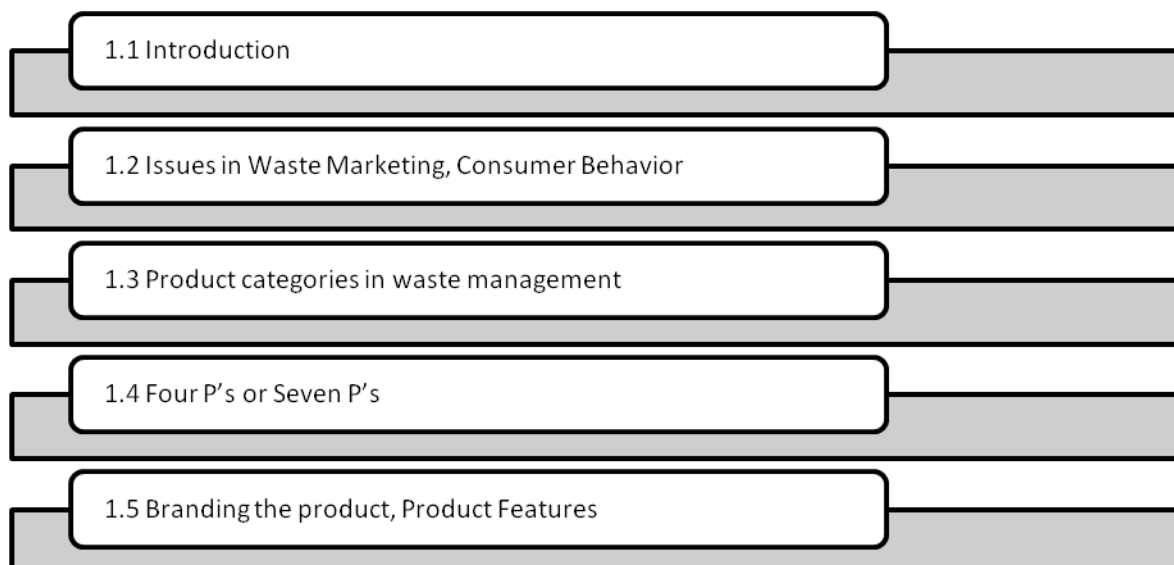 1.1 Introduction
1.2 Issues in Waste Marketing, Consumer Behavior
1.3 Product categories in waste management
1.4 Four P’s or Seven P’s
1.5 Branding the product, Product Features